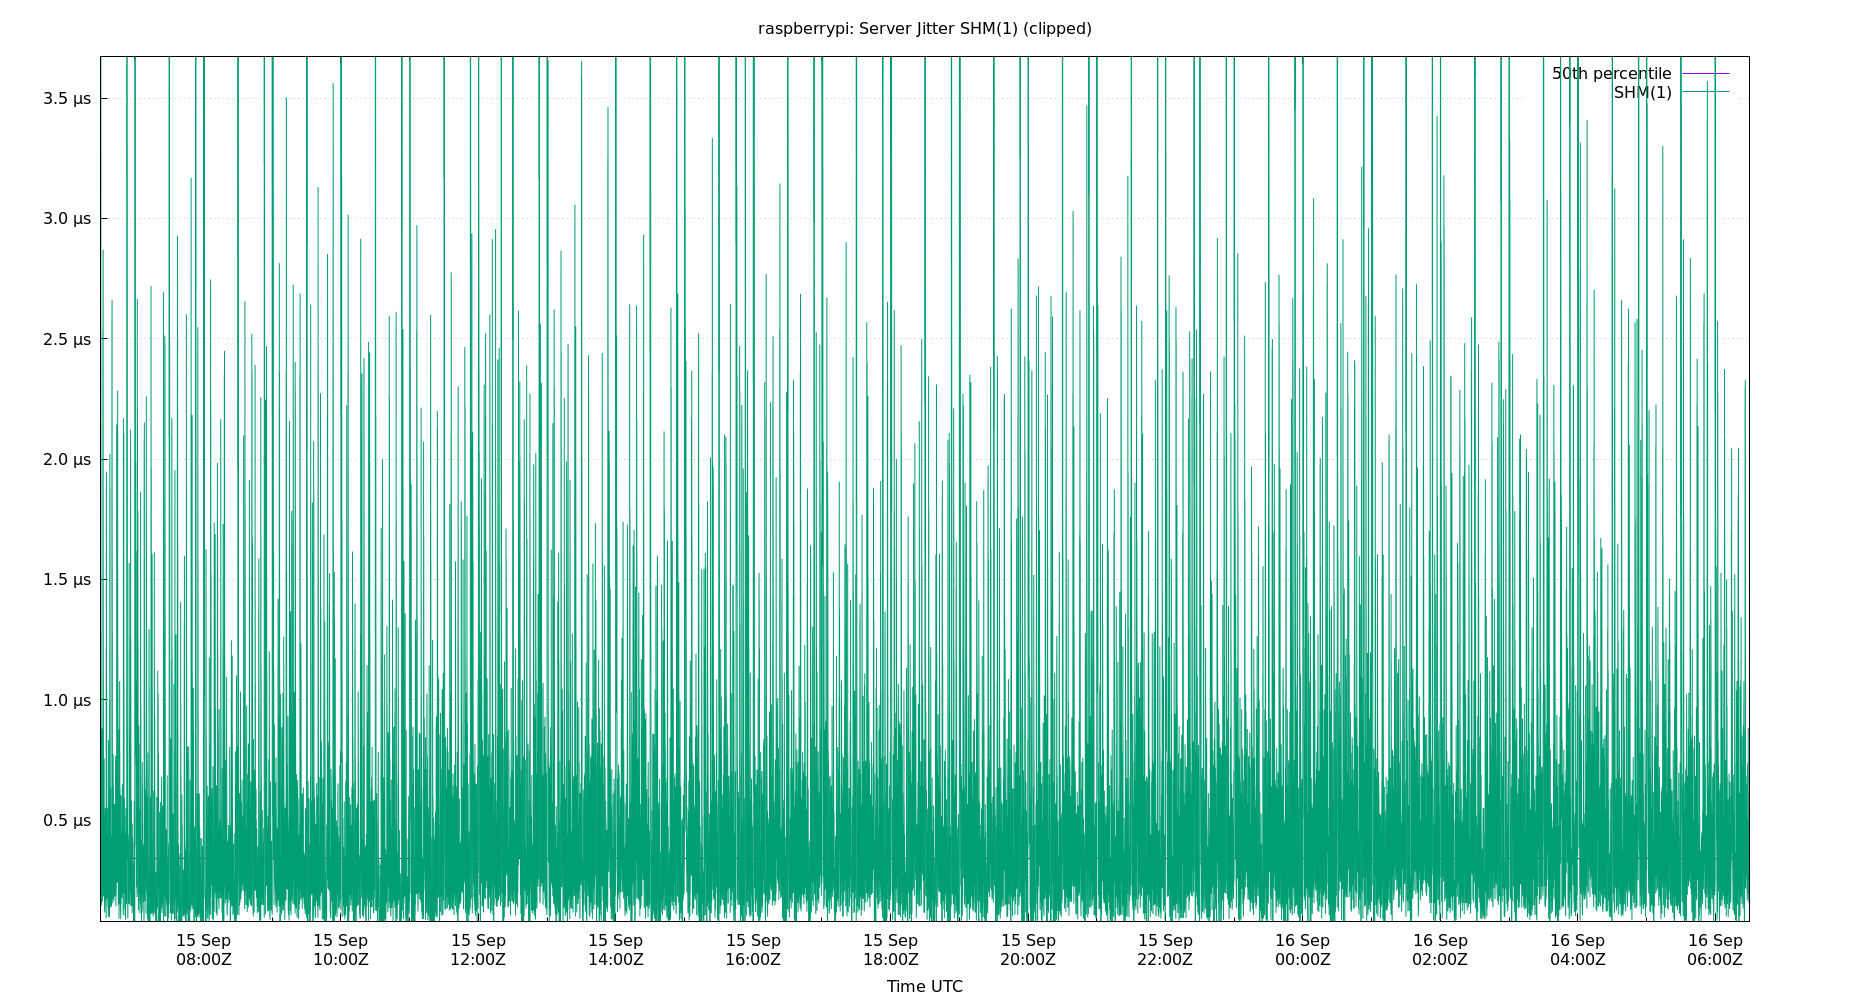 raspberrypi: Server Jitter SHM(1) (clipped)
50th percentile
SHM(1)
3.5 µs
3.0 µs
2.5 µs
2.0 µs
1.5 µs
1.0 µs
0.5 µs
15 Sep 15 Sep 15 Sep 15 Sep 15 Sep 15 Sep 15 Sep 15 Sep 16 Sep 16 Sep 16 Sep 16 Sep
08:00Z 10:00Z 12:00Z 14:00Z 16:00Z 18:00Z 20:00Z 22:00Z 00:00Z 02:00Z 04:00Z 06:00Z
Time UTC